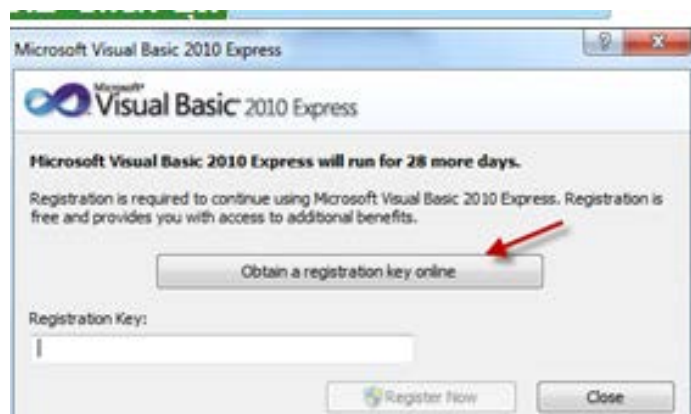 Microsoft Visual Basic 2010 Express
Microsoft
Visual Basic 2010 Express
Microsoft Visual Basic 2010 Express will run for 28 more days.
Registration is required to continue using Microsoft Visual Basic 2010 Express. Registration is
free and provides you with access to additional benefits.
Obtain a registration key online
Registration Key:
Register Now
Close